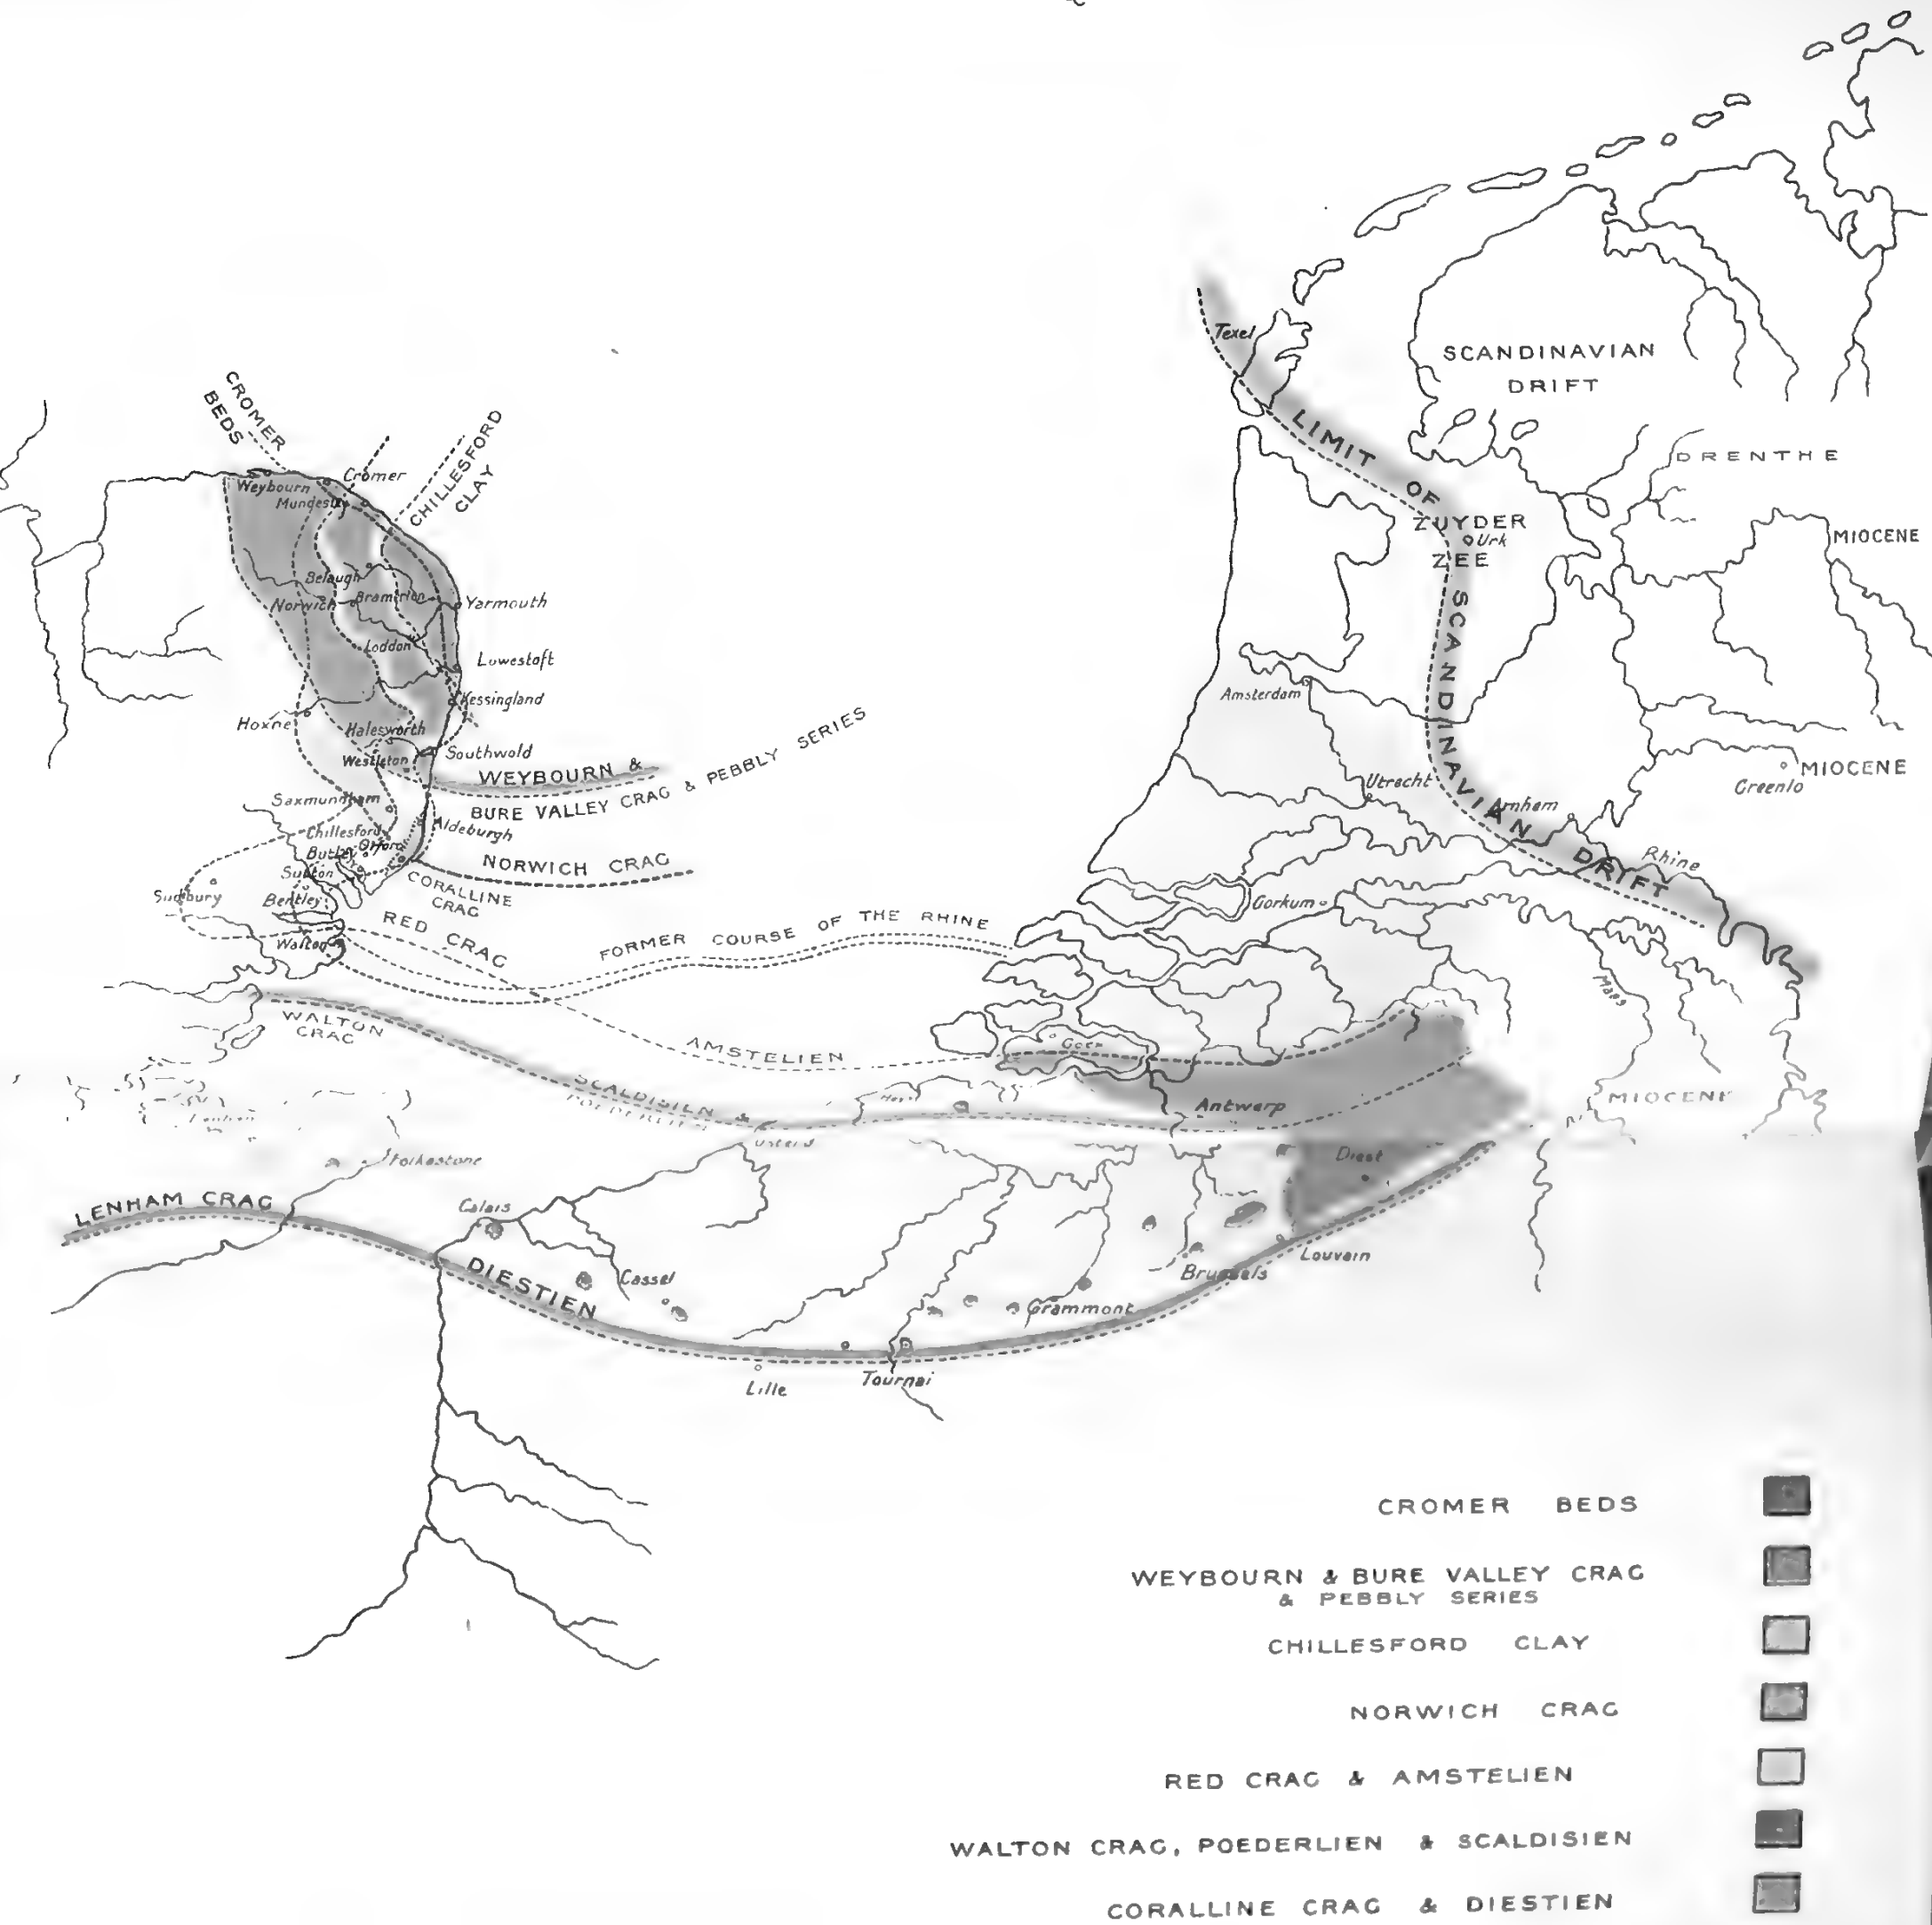 SCANDINAVIAN
DRIFT
Texel
LIMIT OF SCANDINAVIAN DRIFT
DRENTHE
CROMER
BEDS
CHILLESFORD
CLAY
Cromer
Weybourn
Mundesley
ZUYDER
Urk
ZEE
MIOCENE
Belaugh
Norwich
Bramerton
Yarmouth
Loddon
Lowestoft
Kessingland
Amsterdam
Hoxne
Halesworth
Southwold
Westleton
WEYBOURN &
BURE VALLEY CRAG & PEBBLY SERIES
MIOCENE
Greenlo
Utrecht
Arnhem
Saxmundham
Aldeburgh
Chillesford
Butley
Orford
Rhine
NORWICH CRAG
Sutton
CORALLINE
CRAG
Sudbury
Bentley
Gorkum
RED CRAG
Walton
FORMER COURSE OF THE RHINE
Maas
WALTON
CRAG
AMSTELIEN
Goes
SCALDISIEN &
MIOCENE
Antwerp
Lenham
Folkestone
Diest
LENHAM CRAG
Calais
DIESTIEN
Cassel
Louvain
Brussels
Grammont
Lille
Tournai
CROMER BEDS
WEYBOURN & BURE VALLEY CRAG
& PEBBLY SERIES
CHILLESFORD CLAY
NORWICH CRAG
RED CRAG & AMSTELIEN
WALTON CRAG, POEDERLIEN & SCALDISIEN
CORALLINE CRAG & DIESTIEN